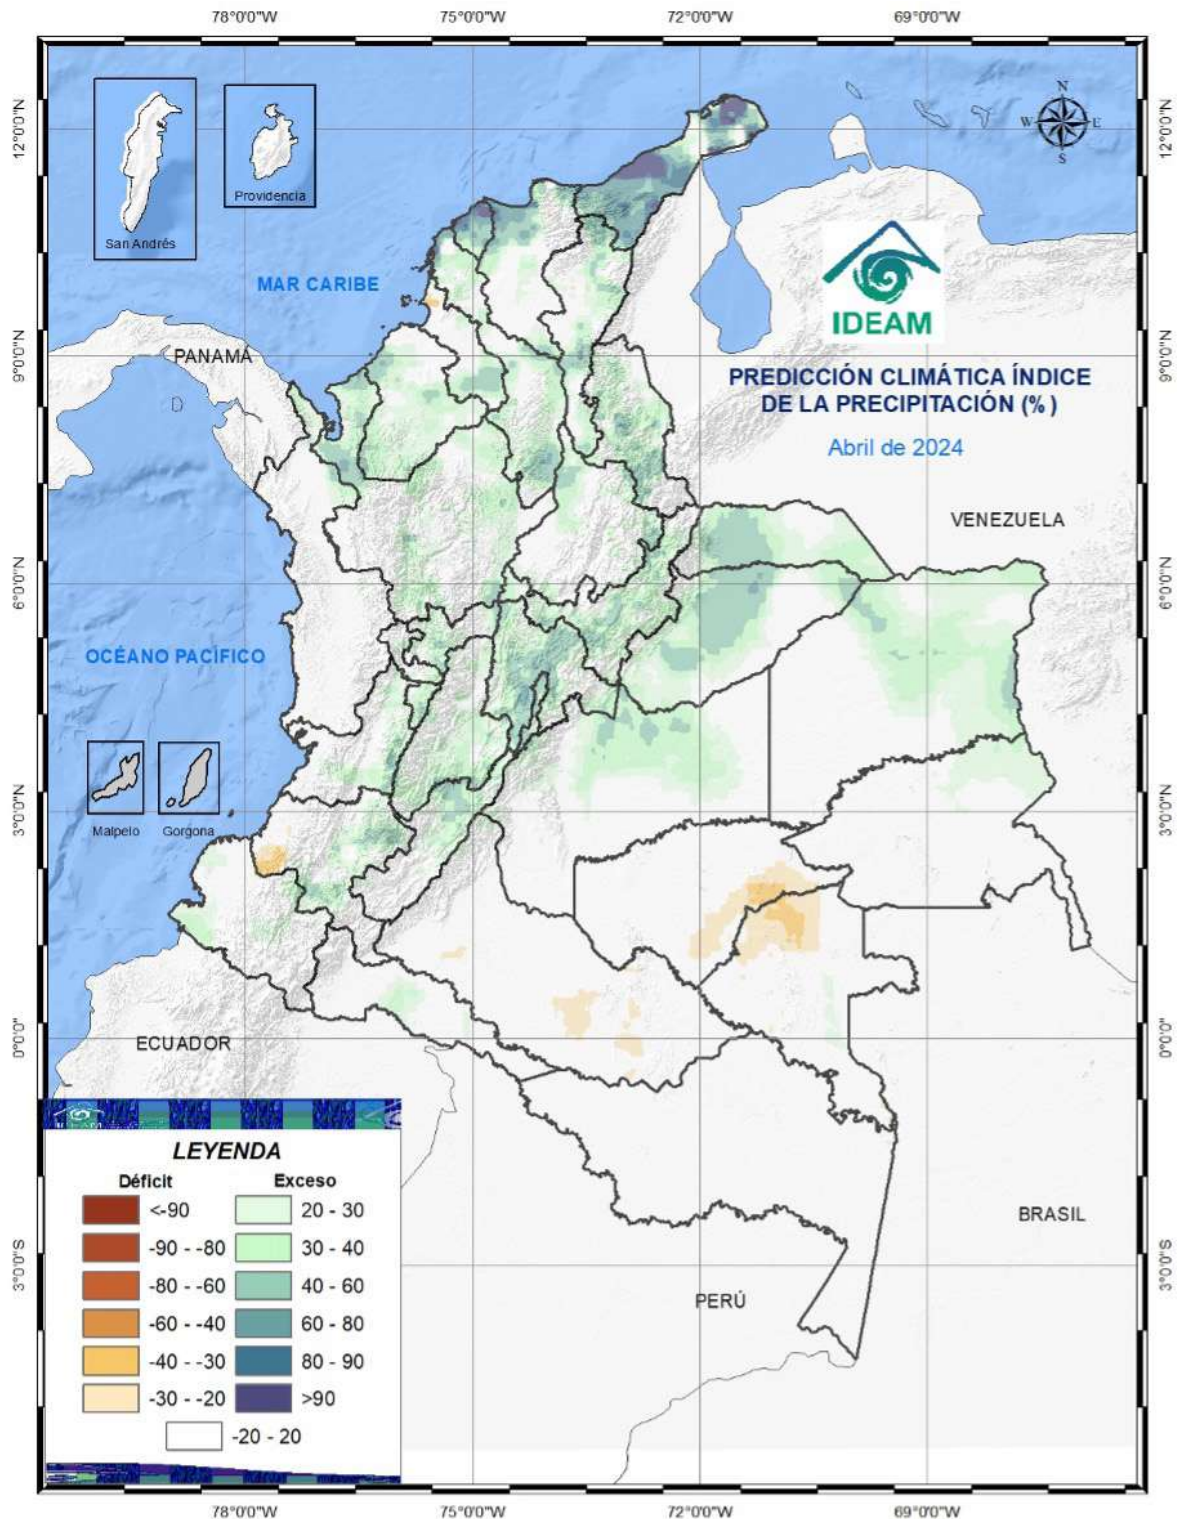 78°0'0"W
75°0'0"W
72°0'0"W
69°0'0"W
12°0'0"N
12°0'0"N
San Andrés
Providencia
N
W
E
S
MAR CARIBE
IDEAM
PANAMÁ
9°0'0"N
9°0'0"N
PREDICCIÓN CLIMÁTICA ÍNDICE
DE LA PRECIPITACIÓN (%)
Abril de 2024
VENEZUELA
6°0'0"N
6°0'0"N
OCÉANO PACÍFICO
Malpelo
Gorgona
3°0'0"N
3°0'0"N
ECUADOR
0°0'0"
0°0'0"
LEYENDA
Déficit
Exceso
<-90
20 - 30
-90 - -80
30 - 40
-80 - -60
40 - 60
-60 - -40
60 - 80
-40 - -30
80 - 90
-30 - -20
>90
-20 - 20
BRASIL
PERÚ
3°0'0"S
3°0'0"S
78°0'0"W
75°0'0"W
72°0'0"W
69°0'0"W